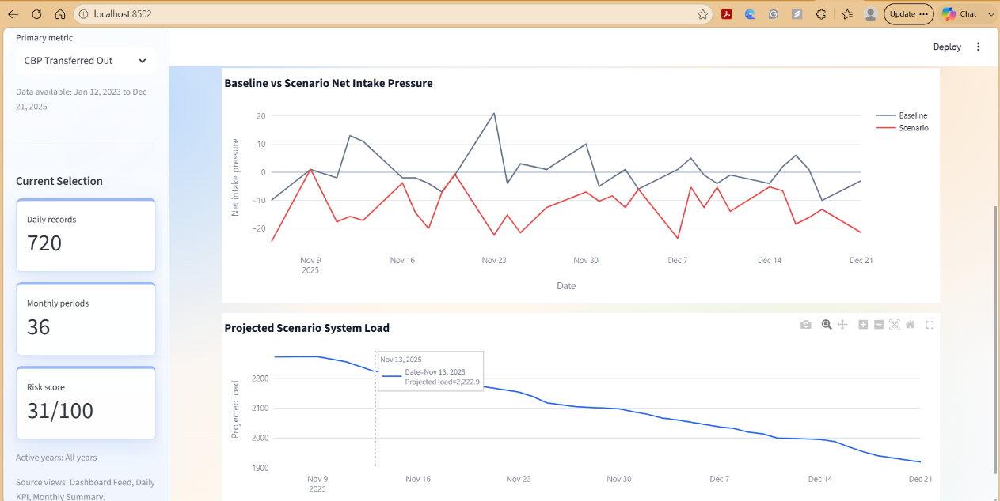 localhost:8502
Update
Chat
Primary metric
CBP Transferred Out
Data available: Jan 12, 2023 to Dec
21, 2025
Current Selection
Daily records
720
Monthly periods
36
Risk score
31/100
Active years: All years
Source views: Dashboard Feed, Daily
KPI, Monthly Summary.
Deploy
Baseline vs Scenario Net Intake Pressure
Net intake pressure
20
10
0
−10
−20
Baseline
Scenario
Nov 9
2025
Nov 16
Nov 23
Nov 30
Dec 7
Dec 14
Dec 21
Date
Projected Scenario System Load
Projected load
2200
2100
2000
1900
Nov 13, 2025
Date=Nov 13, 2025
Projected load=2,222.9
Nov 9
2025
Nov 16
Nov 23
Nov 30
Dec 7
Dec 14
Dec 21